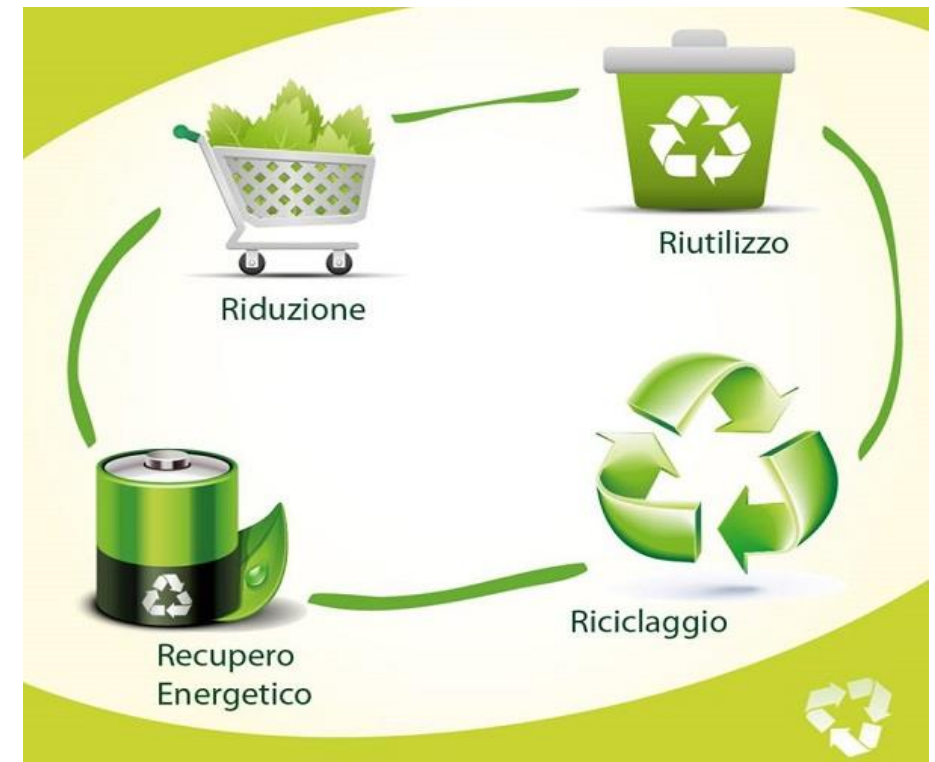 Riduzione
Riutilizzo
Riciclaggio
Recupero
Energetico